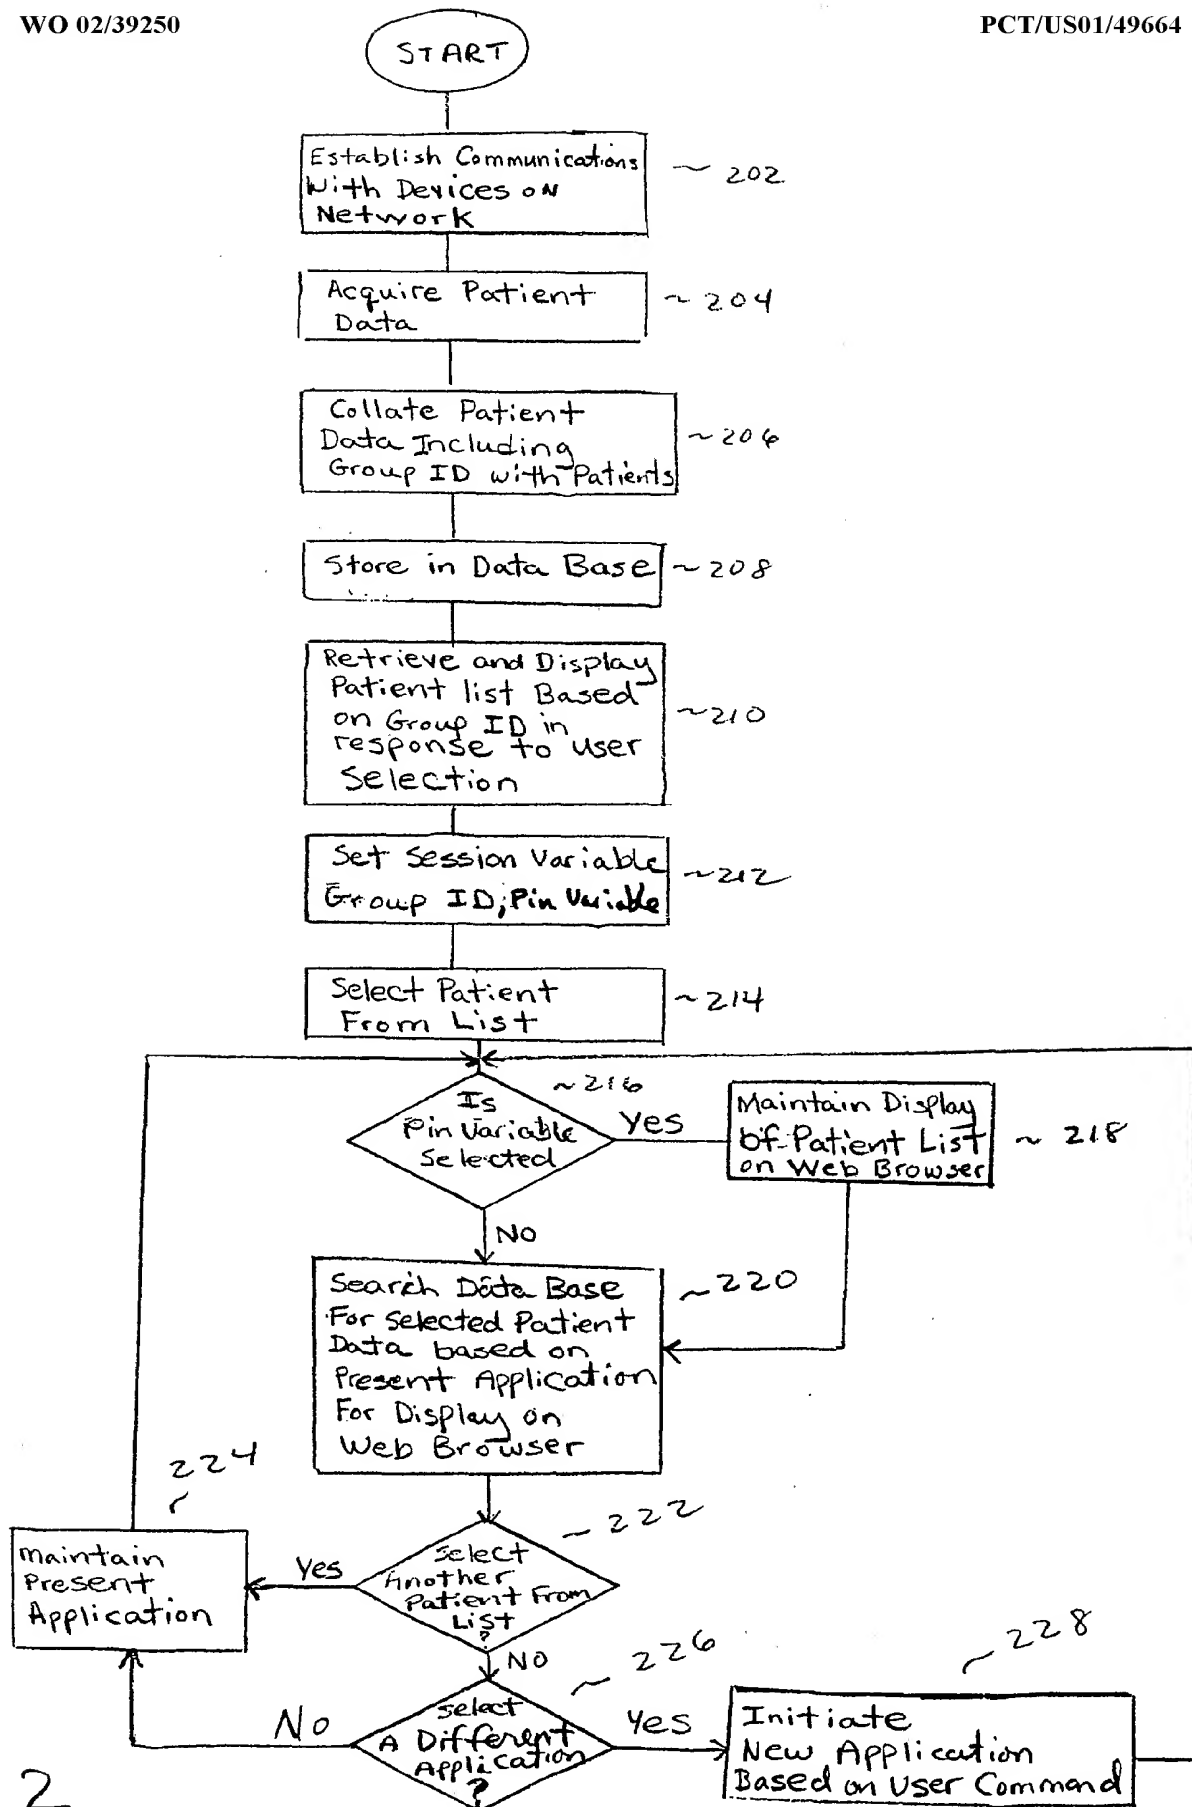 WO 02/39250
PCT/US01/49664
START
Establish Communications
With Devices on
Network
~ 202
Acquire Patient
Data
~ 204
Collate Patient
Data Including
Group ID with Patients
~ 206
Store in Data Base
~ 208
Retrieve and Display
Patient list Based
on Group ID in
response to user
Selection
~ 210
Set Session Variable
Group ID; Pin Variable
~ 212
Select Patient
From List
~ 214
~ 216
Is
Pin Variable
Selected
Yes
Maintain Display
of Patient List
on Web Browser
~ 218
NO
Search Data Base
For Selected Patient
Data based on
Present Application
For Display on
Web Browser
~ 220
224
~ 222
Maintain
Present
Application
Yes
Select
Another
Patient From
List
?
NO
~ 226
~ 228
No
Select
A Different
Application
?
Yes
Initiate
New Application
Based on User Command
2